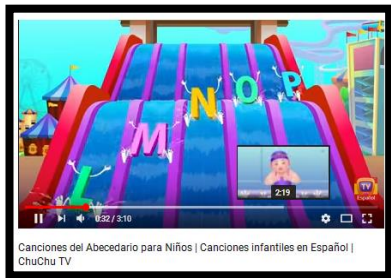 L M N O P
2:19
TV
Español
0:32 / 3:10
Canciones del Abecedario para Niños | Canciones infantiles en Español |
ChuChu TV